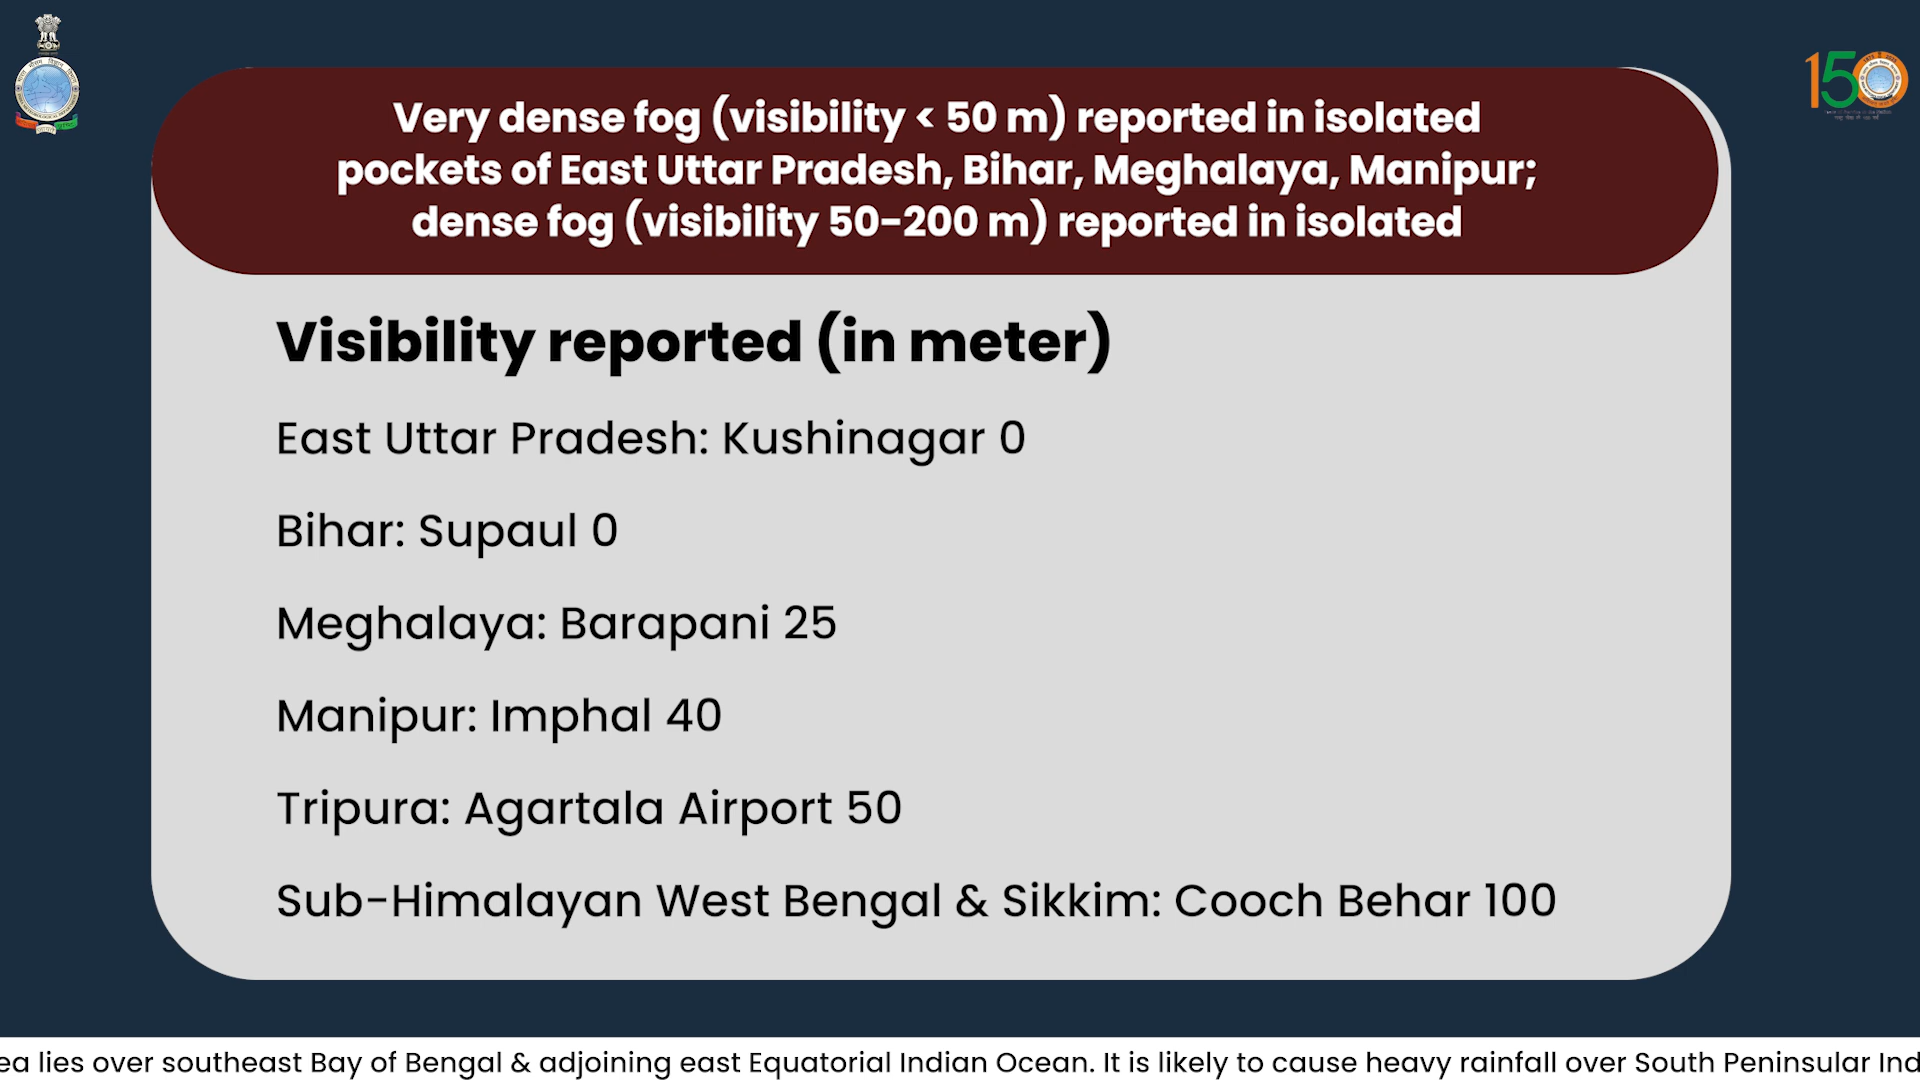 150
Very dense fog (visibility < 50 m) reported in isolated
pockets of East Uttar Pradesh, Bihar, Meghalaya, Manipur;
dense fog (visibility 50-200 m) reported in isolated
Visibility reported (in meter)
East Uttar Pradesh: Kushinagar 0
Bihar: Supaul 0
Meghalaya: Barapani 25
Manipur: Imphal 40
Tripura: Agartala Airport 50
Sub-Himalayan West Bengal & Sikkim: Cooch Behar 100
ea lies over southeast Bay of Bengal & adjoining east Equatorial Indian Ocean. It is likely to cause heavy rainfall over South Peninsular Ind